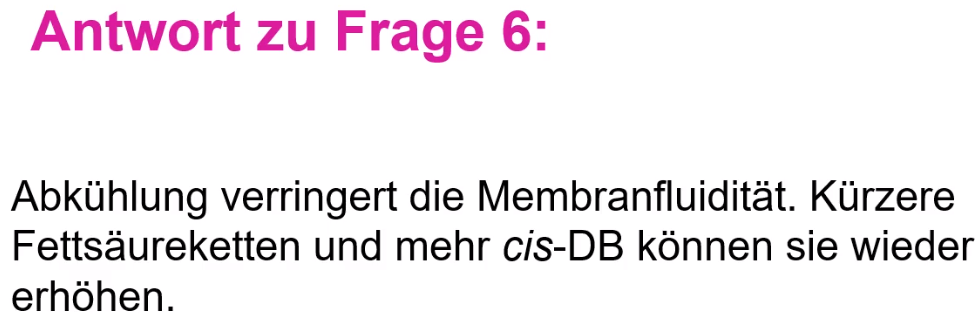 Antwort zu Frage 6:
Abkühlung verringert die Membranfluidität. Kürzere
Fettsäureketten und mehr cis-DB können sie wieder
erhöhen.